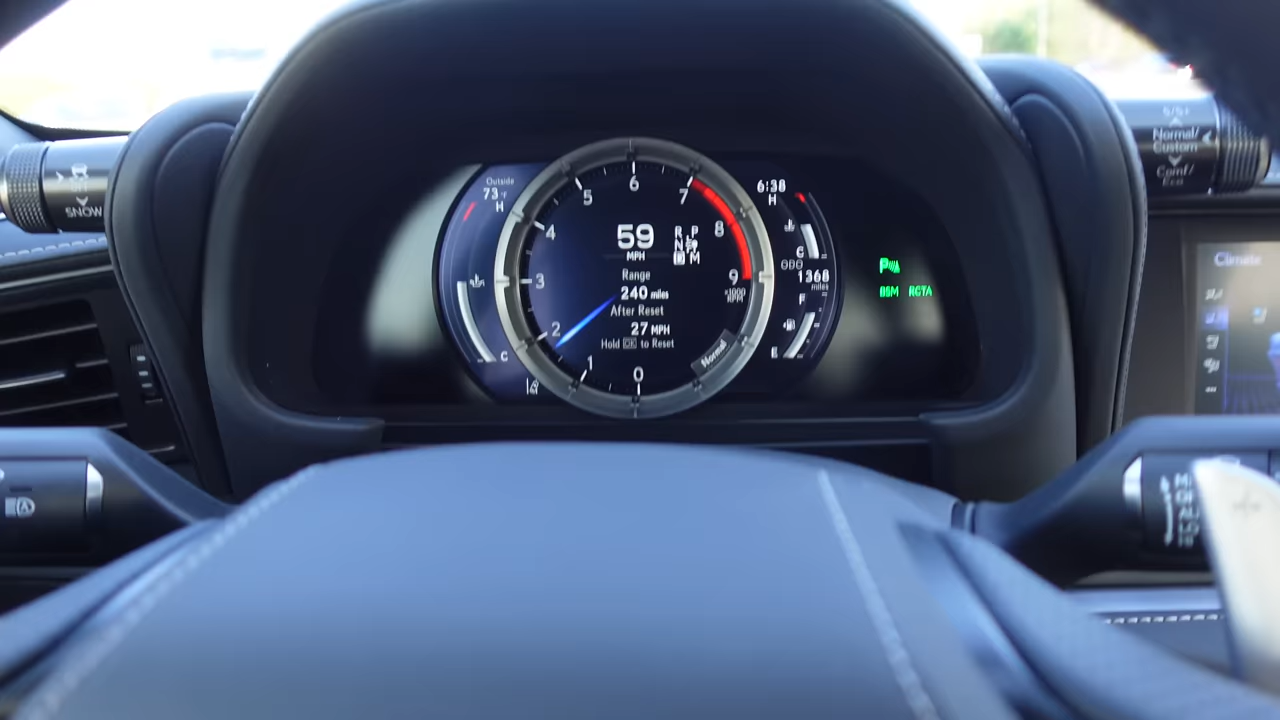 SNOW
Outside
73 °F
H
C
6:38
H
C
ODO
1368
miles
F
E
0
1
2
3
4
5
6
7
8
9
x1000
RPM
59
MPH
R P
N
D M
Range
240 miles
After Reset
27 MPH
Hold OK to Reset
Normal
P
BSM RCTA
S/S+
Normal/
Custom
Comf/
Eco
Climate